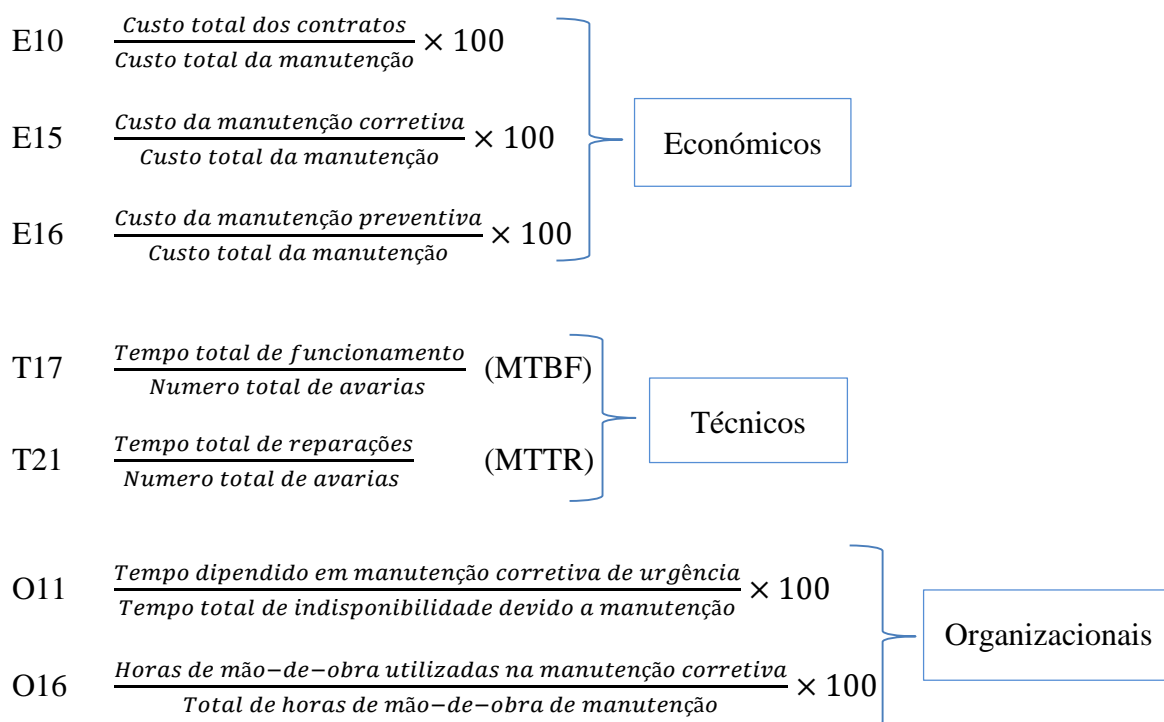 E10 Custo total dos contratos / Custo total da manutenção × 100
E15 Custo da manutenção corretiva / Custo total da manutenção × 100
Económicos
E16 Custo da manutenção preventiva / Custo total da manutenção × 100
T17 Tempo total de funcionamento / Numero total de avarias (MTBF)
Técnicos
T21 Tempo total de reparações / Numero total de avarias (MTTR)
O11 Tempo dipendido em manutenção corretiva de urgência / Tempo total de indisponibilidade devido a manutenção × 100
Organizacionais
O16 Horas de mão−de−obra utilizadas na manutenção corretiva / Total de horas de mão−de−obra de manutenção × 100